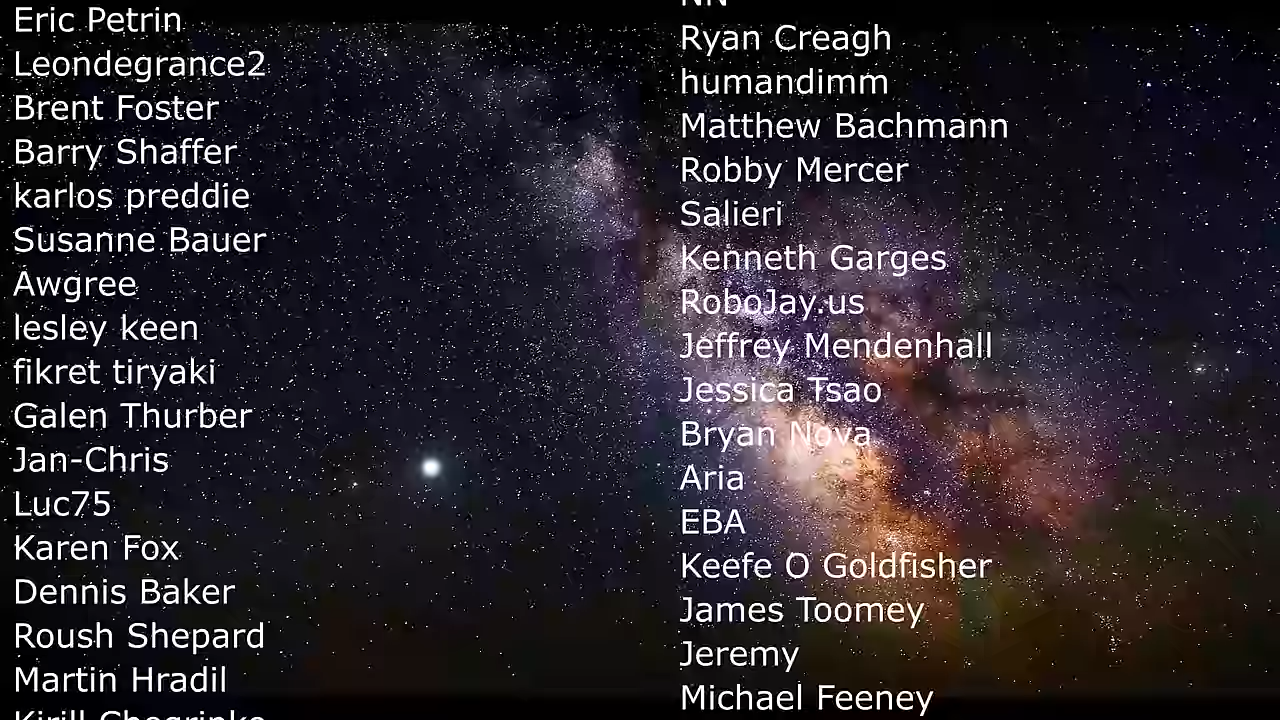 Eric Petrin
Leondegrance2
Brent Foster
Barry Shaffer
karlos preddie
Susanne Bauer
Awgree
lesley keen
fikret tiryaki
Galen Thurber
Jan-Chris
Luc75
Karen Fox
Dennis Baker
Roush Shepard
Martin Hradil
Kirill
Ryan Creagh
humandimm
Matthew Bachmann
Robby Mercer
Salieri
Kenneth Garges
RoboJay.us
Jeffrey Mendenhall
Jessica Tsao
Bryan Nova
Aria
EBA
Keefe O Goldfisher
James Toomey
Jeremy
Michael Feeney